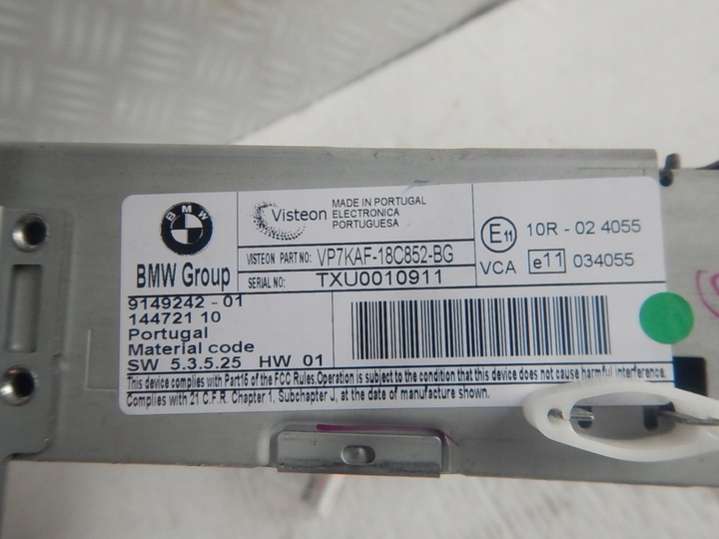 BMW
BMW Group
Visteon
MADE IN PORTUGAL
ELECTRONICA
PORTUGUESA
VISTEON PART NO: VP7KAF-18C852-BG
SERIAL NO: TXU0010911
E11 10R - 02 4055
VCA e11 034055
9149242 - 01
144721 10
Portugal
Material code
SW 5.3.5.25 HW 01
This device complies with Part16 of the FCC Rules.Operation is subject to the condition that this device does not cause harmful interference.
Complies with 21 C.F.R. Chapter 1, Subchapter J, at the date of manufacture shown.